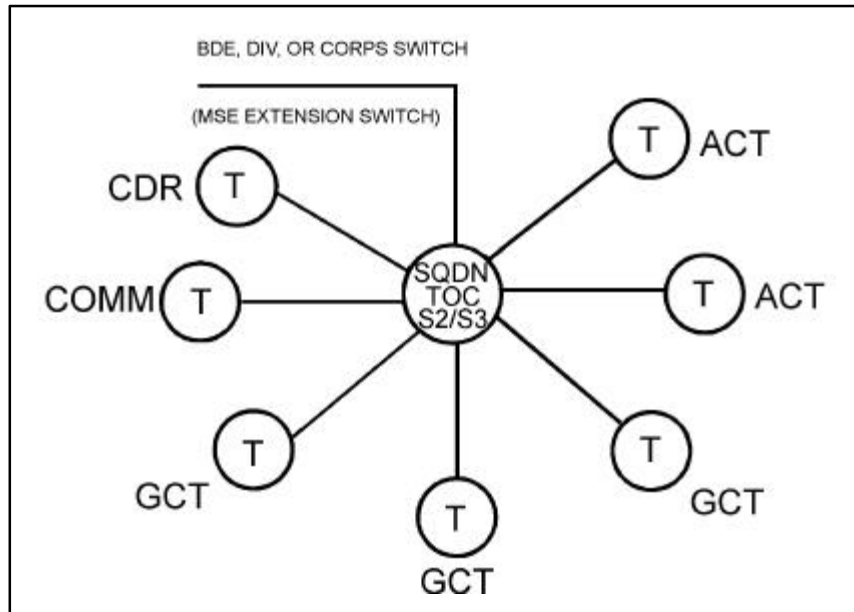 BDE, DIV, OR CORPS SWITCH
(MSE EXTENSION SWITCH)
T
ACT
CDR
T
SQDN
TOC
S2/S3
COMM
T
T
ACT
T
GCT
T
GCT
T
GCT